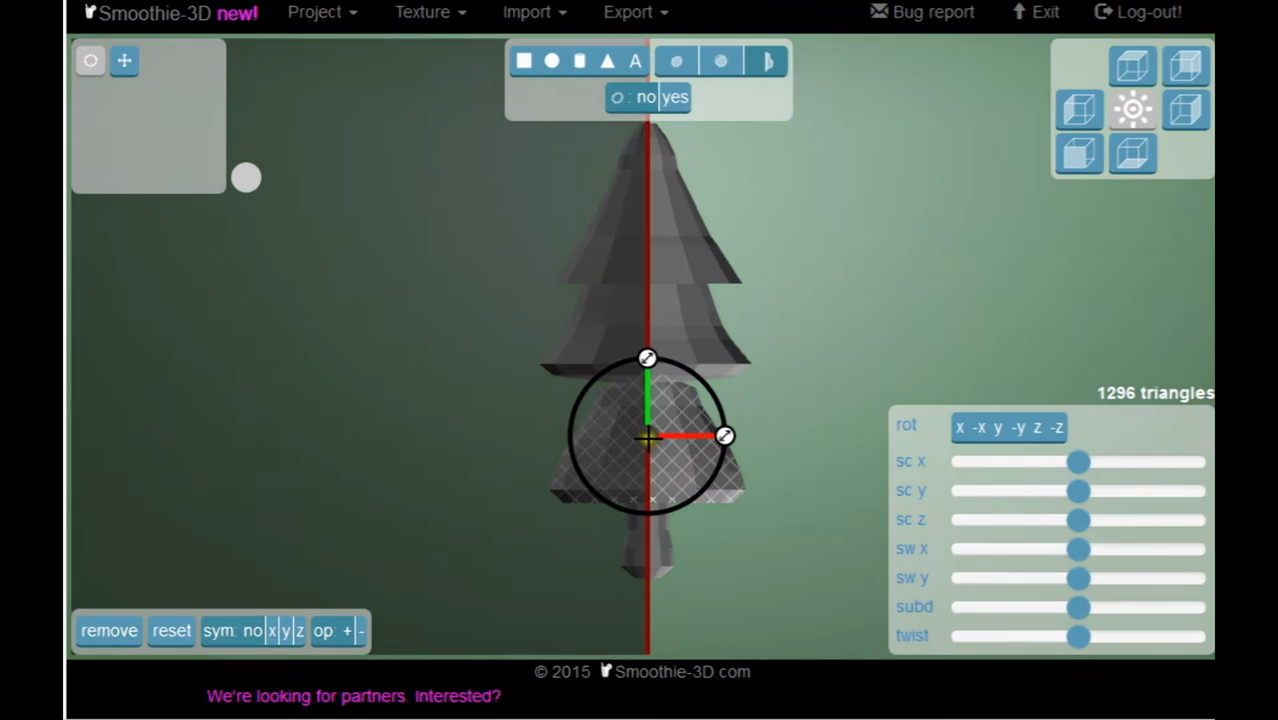 Smoothie-3D new! Project Texture Import Export Bug report Exit Log-out!
A
: no yes
1296 triangles
rot x -x y -y z -z
sc x
sc y
sc z
sw x
sw y
subd
twist
remove reset sym: no x y z op: + -
© 2015 Smoothie-3D.com
We're looking for partners. Interested?